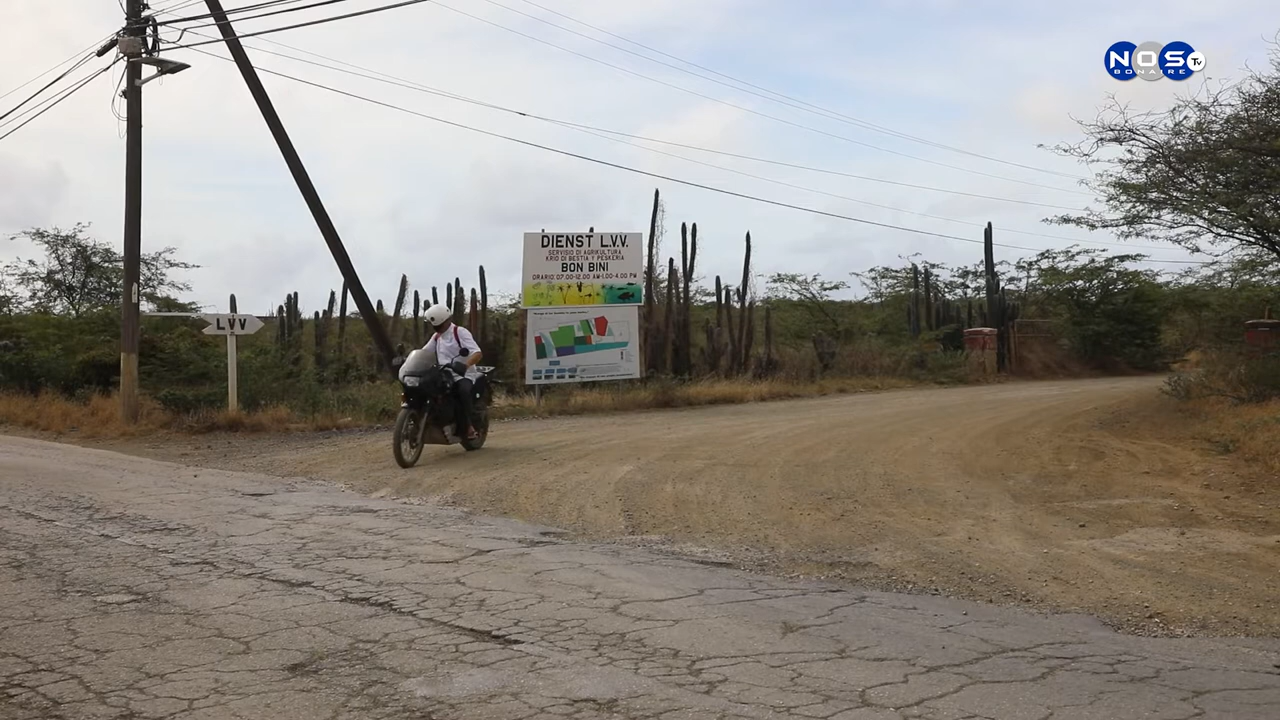 NOS TV
BONAIRE
DIENST L.V.V.
SERVISIO DI AGRIKULTURA
KRIO DI BESTIA Y PESKERIA
BON BINI
ORARIO: 07.00-12.00 AM-1.00-4.00 PM
LVV